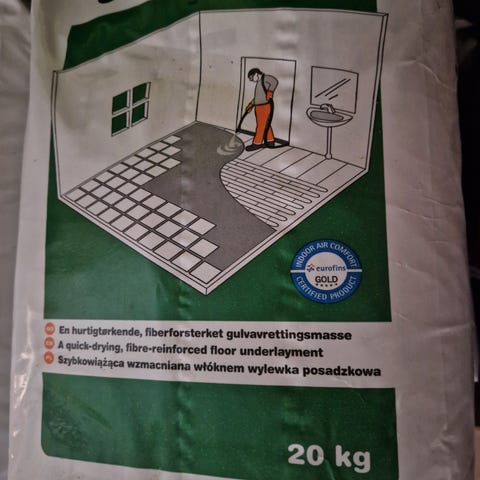 INDOOR AIR COMFORT
eurofins
GOLD
CERTIFIED PRODUCT
En hurtigtørkende, fiberforsterket gulvavrettingsmasse
A quick-drying, fibre-reinforced floor underlayment
Szybkowiążąca wzmacniana włóknem wylewka posadzkowa
20 kg